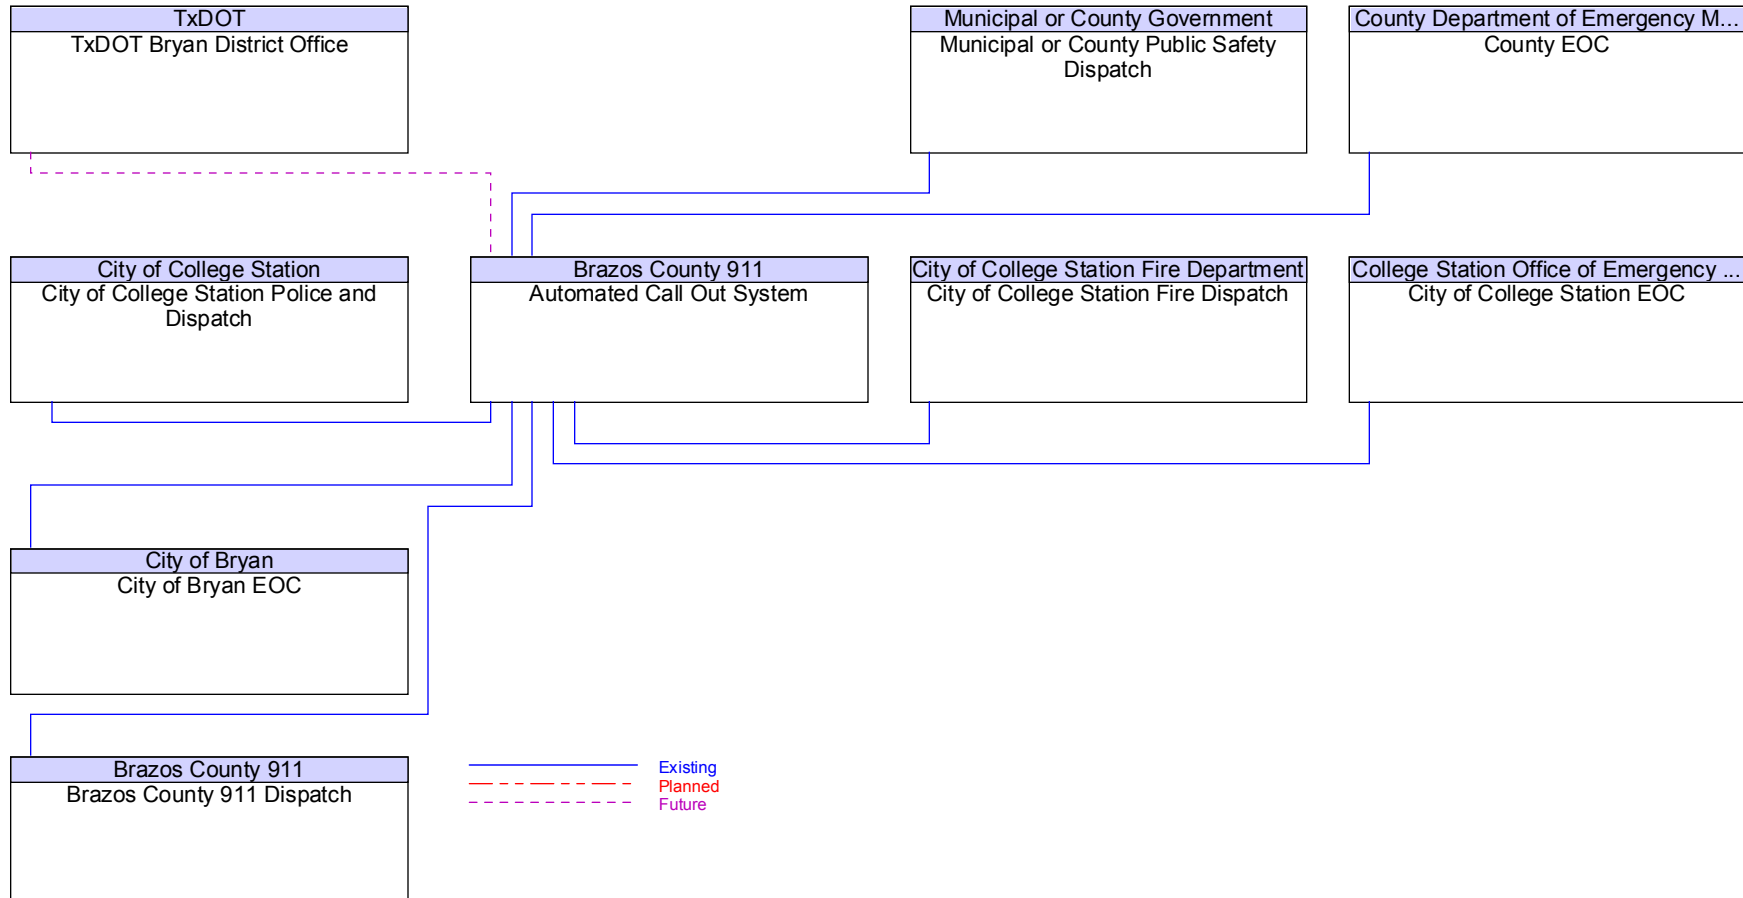 TxDOT
TxDOT Bryan District Office
Municipal or County Government
Municipal or County Public Safety
Dispatch
County Department of Emergency M...
County EOC
City of College Station
City of College Station Police and
Dispatch
Brazos County 911
Automated Call Out System
City of College Station Fire Department
City of College Station Fire Dispatch
College Station Office of Emergency ...
City of College Station EOC
City of Bryan
City of Bryan EOC
Brazos County 911
Brazos County 911 Dispatch
Existing
Planned
Future